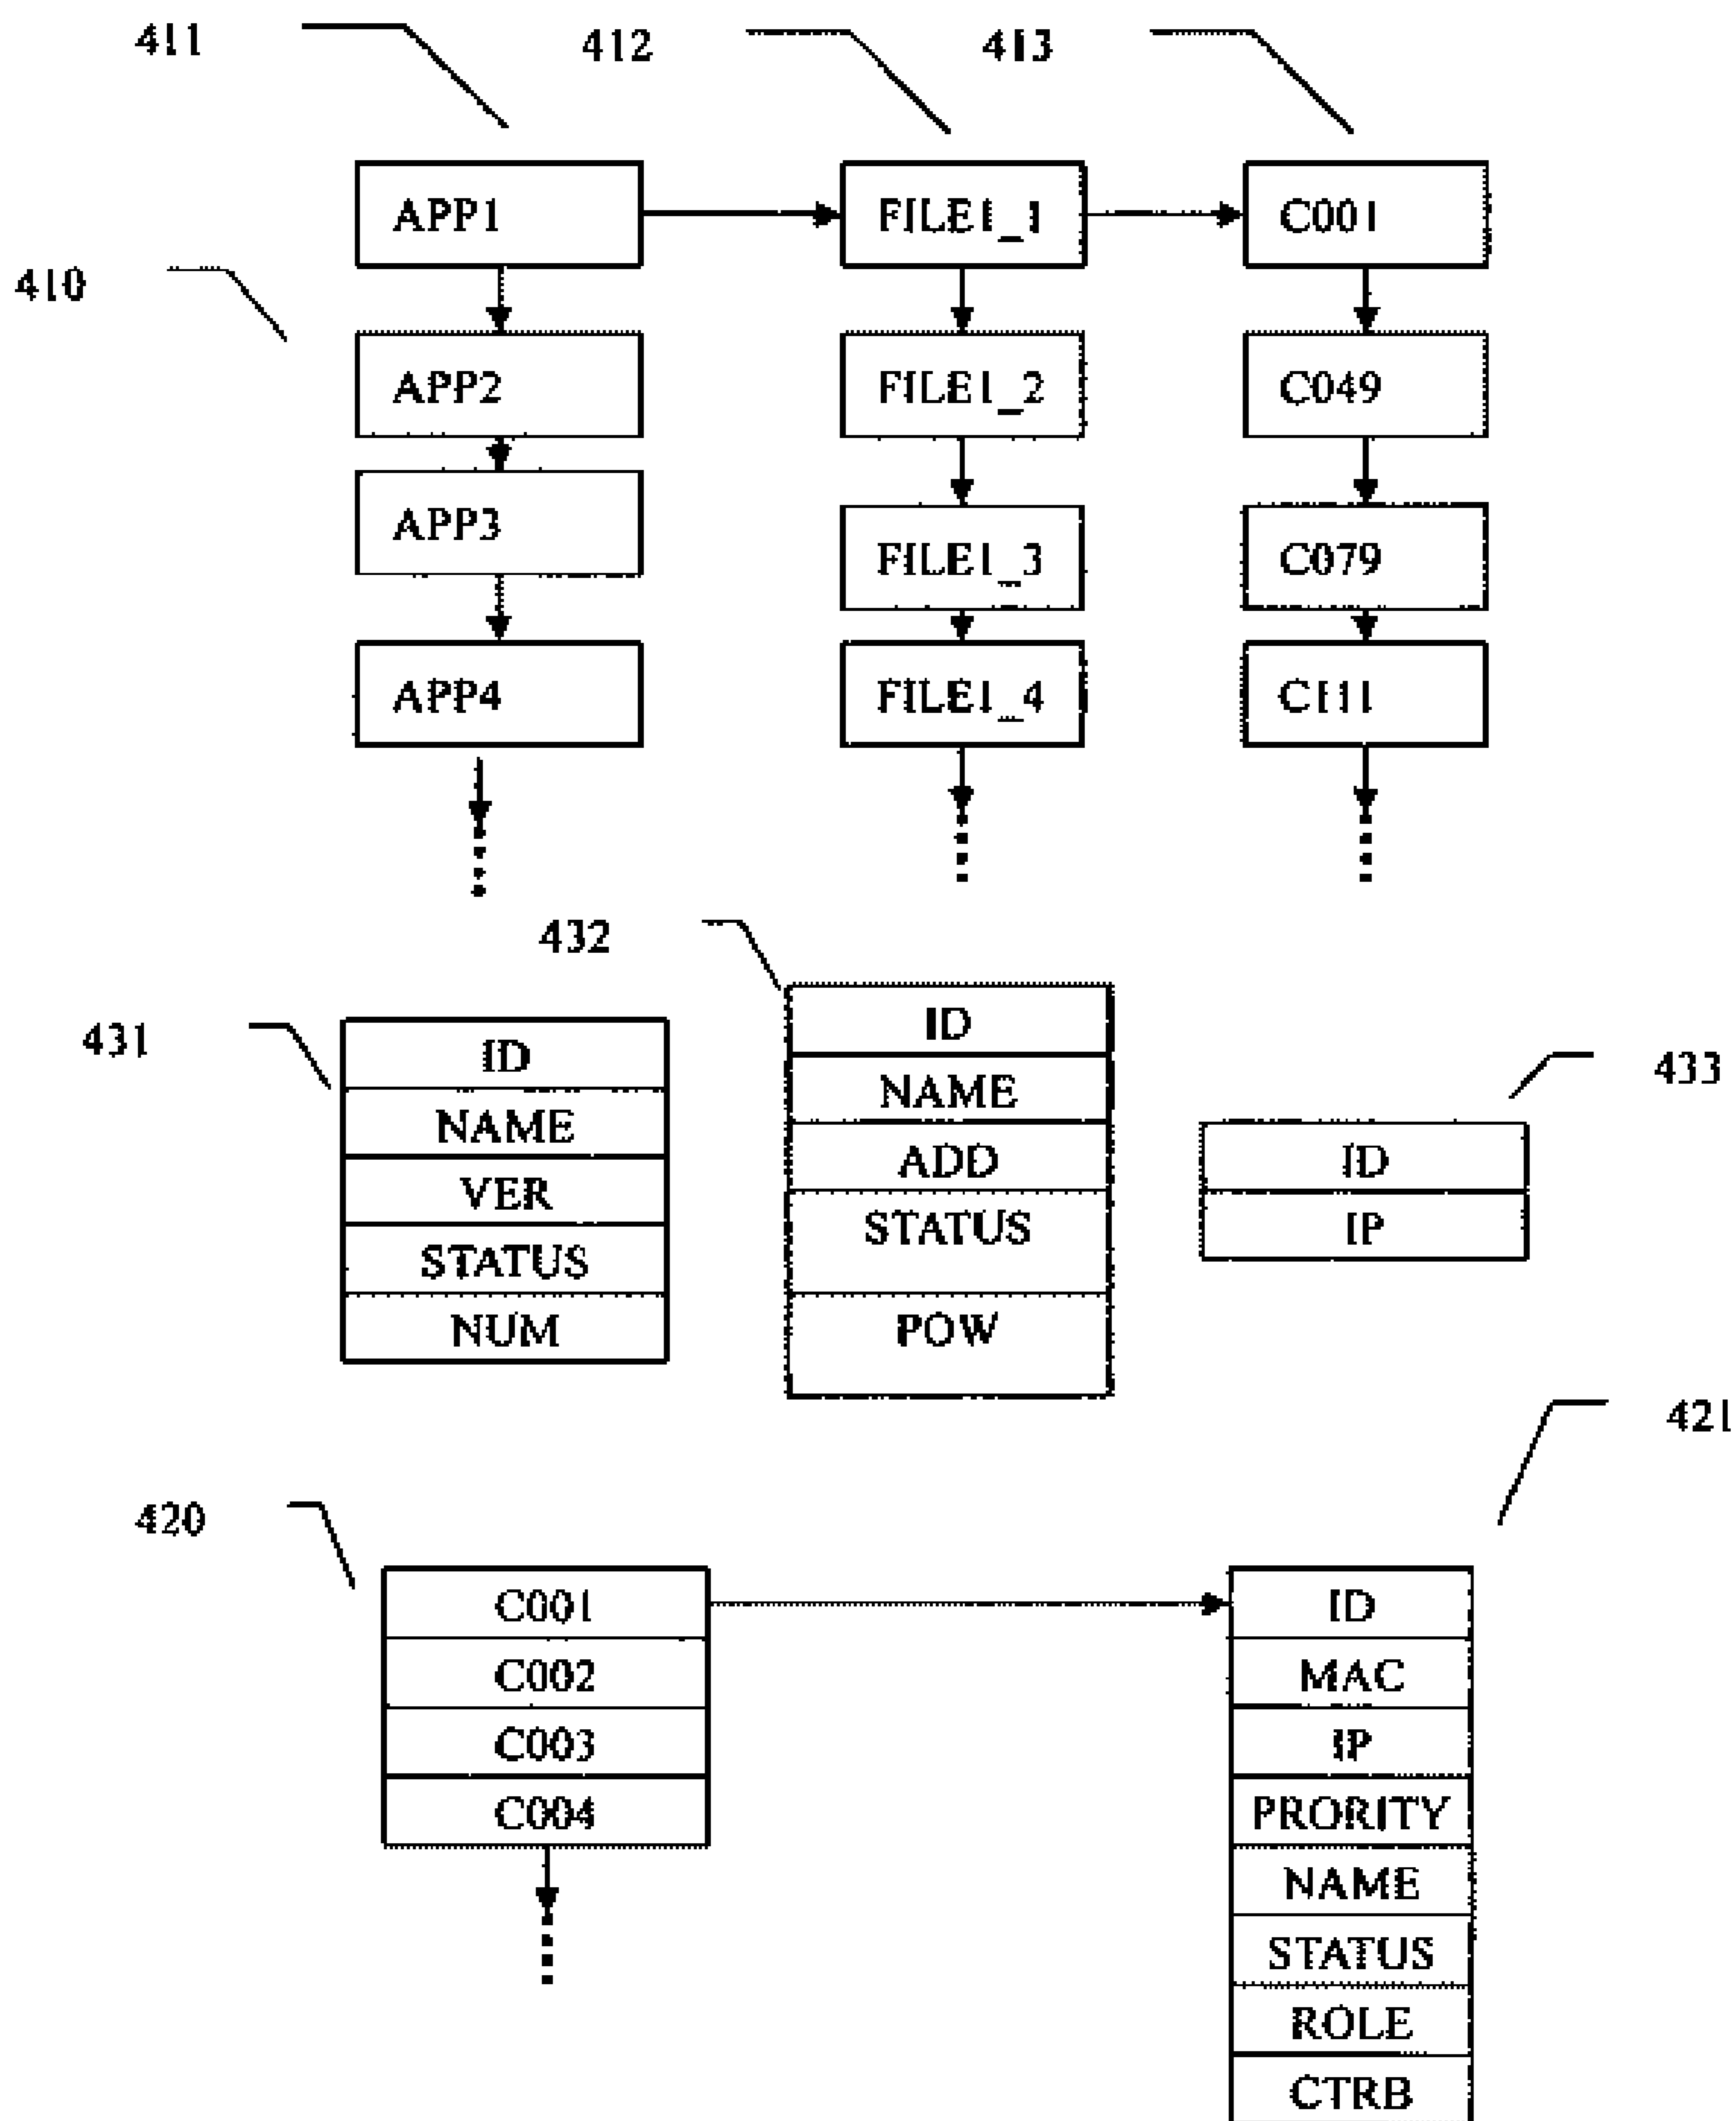 411
412
413
APP1
FILE1_1
C001
410
APP2
FILE1_2
C049
APP3
FILE1_3
C079
APP4
FILE1_4
C111
432
431
433
ID
NAME
VER
STATUS
NUM
ID
NAME
ADD
STATUS
POW
ID
IP
421
420
C001
C002
C003
C004
ID
MAC
IP
PRORITY
NAME
STATUS
ROLE
CTRB